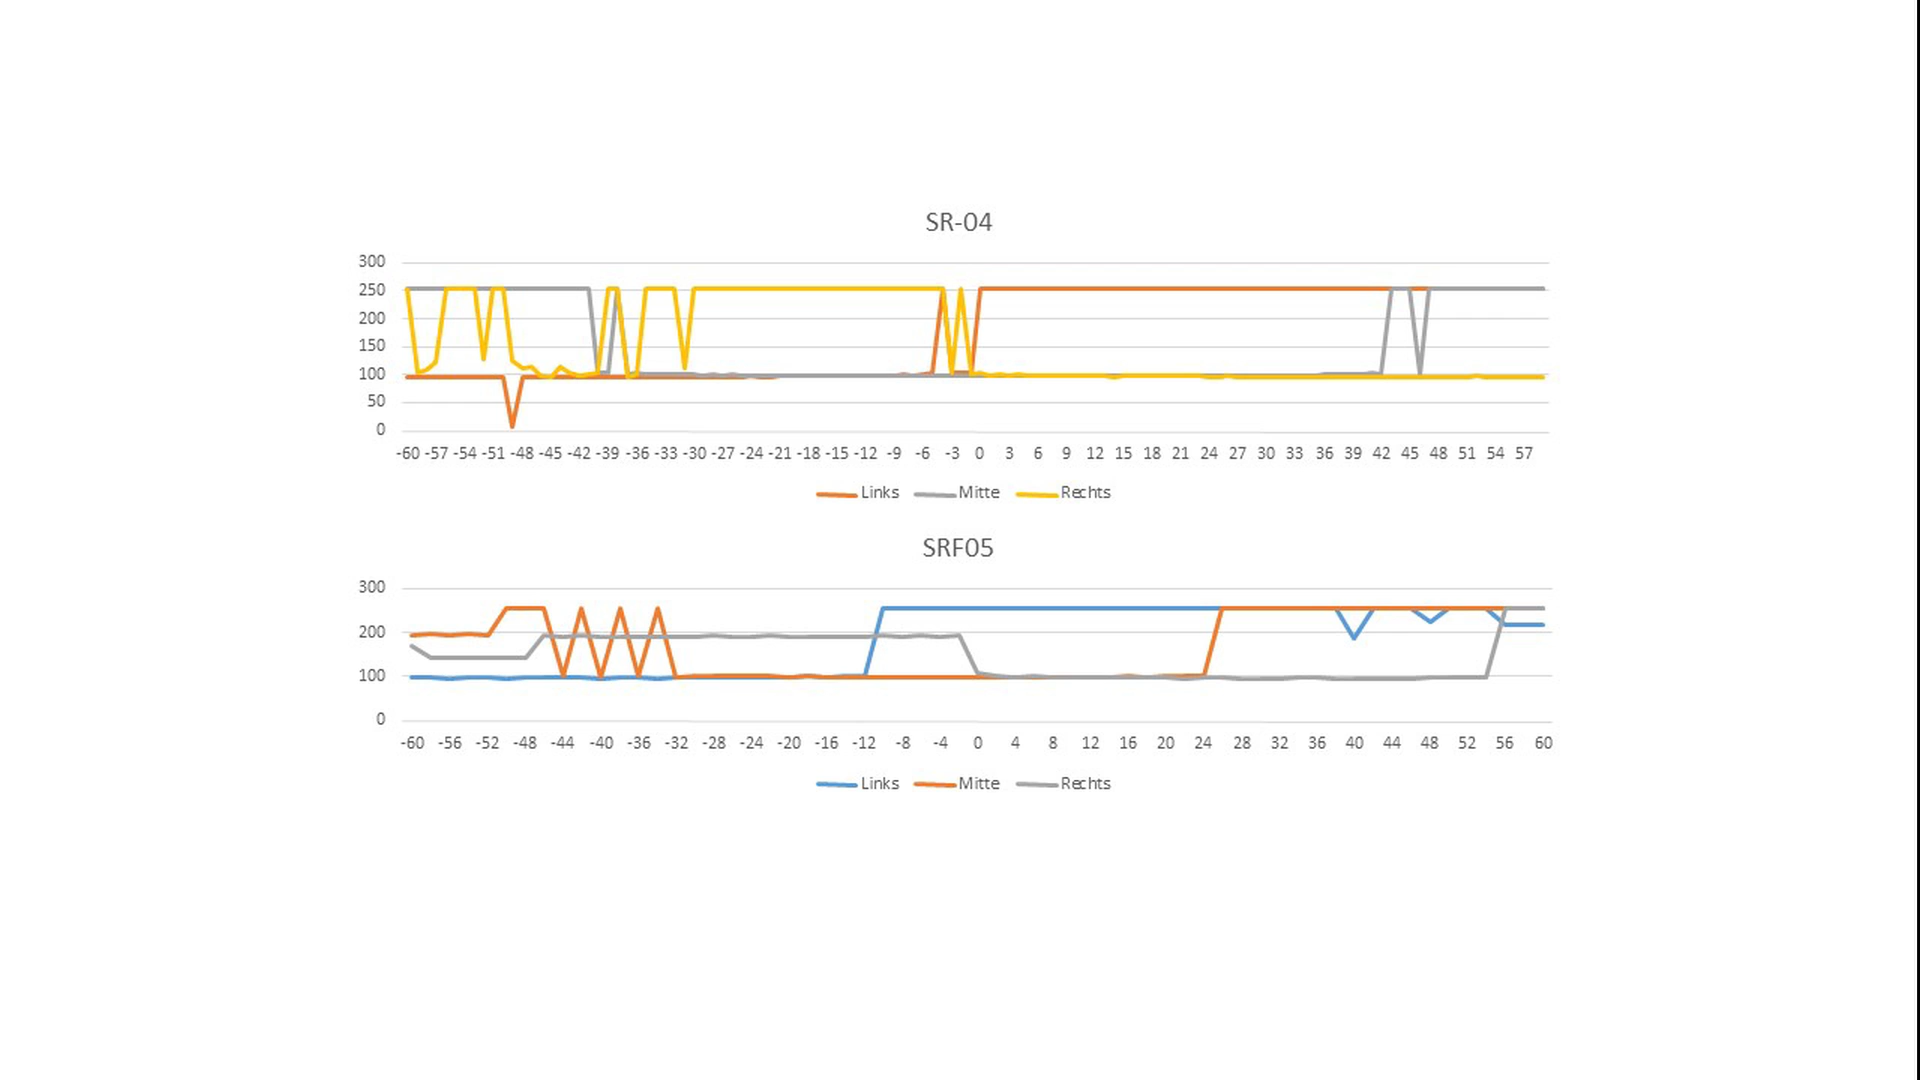 SR-04
300
250
200
150
100
50
0
-60 -57 -54 -51 -48 -45 -42 -39 -36 -33 -30 -27 -24 -21 -18 -15 -12 -9 -6 -3 0 3 6 9 12 15 18 21 24 27 30 33 36 39 42 45 48 51 54 57
Links Mitte Rechts
SRF05
300
200
100
0
-60 -56 -52 -48 -44 -40 -36 -32 -28 -24 -20 -16 -12 -8 -4 0 4 8 12 16 20 24 28 32 36 40 44 48 52 56 60
Links Mitte Rechts